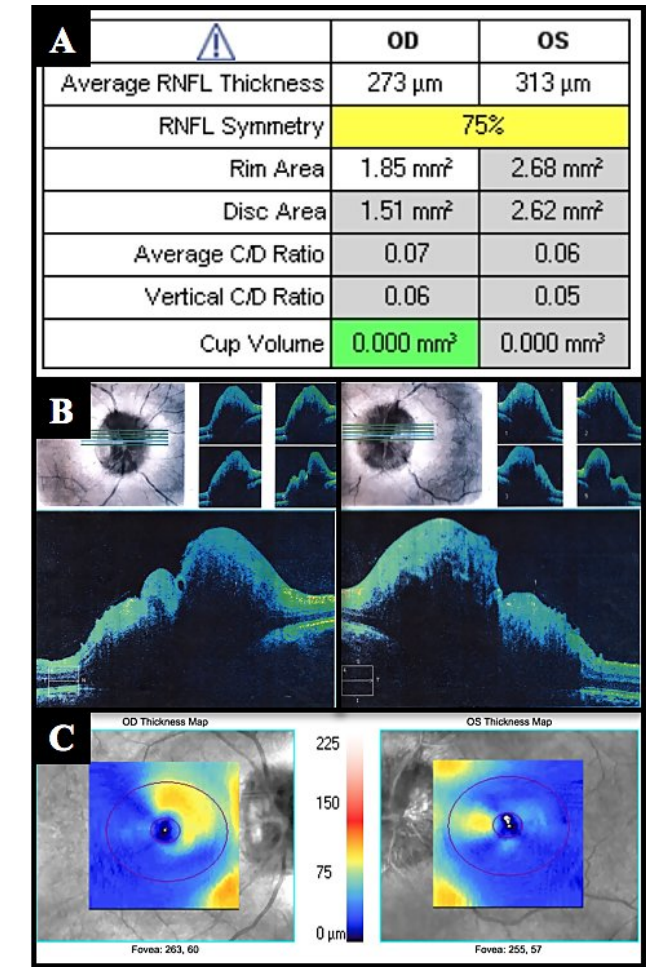 A
OD OS
Average RNFL Thickness 273 µm 313 µm
RNFL Symmetry 75%
Rim Area 1.85 mm² 2.68 mm²
Disc Area 1.51 mm² 2.62 mm²
Average C/D Ratio 0.07 0.06
Vertical C/D Ratio 0.06 0.05
Cup Volume 0.000 mm³ 0.000 mm³
B
C
OD Thickness Map OS Thickness Map
225
150
75
0 µm
Fovea: 263, 60 Fovea: 255, 57